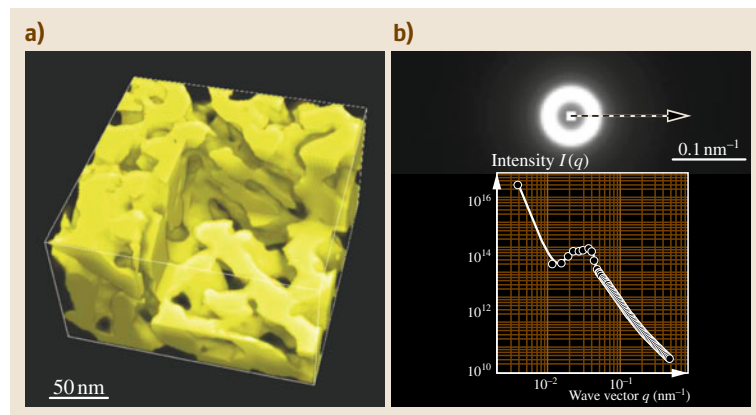 a)
50 nm
b)
0.1 nm⁻¹
Intensity I (q)
10¹⁶
10¹⁴
10¹²
10¹⁰
10⁻² 10⁻¹
Wave vector q (nm⁻¹)